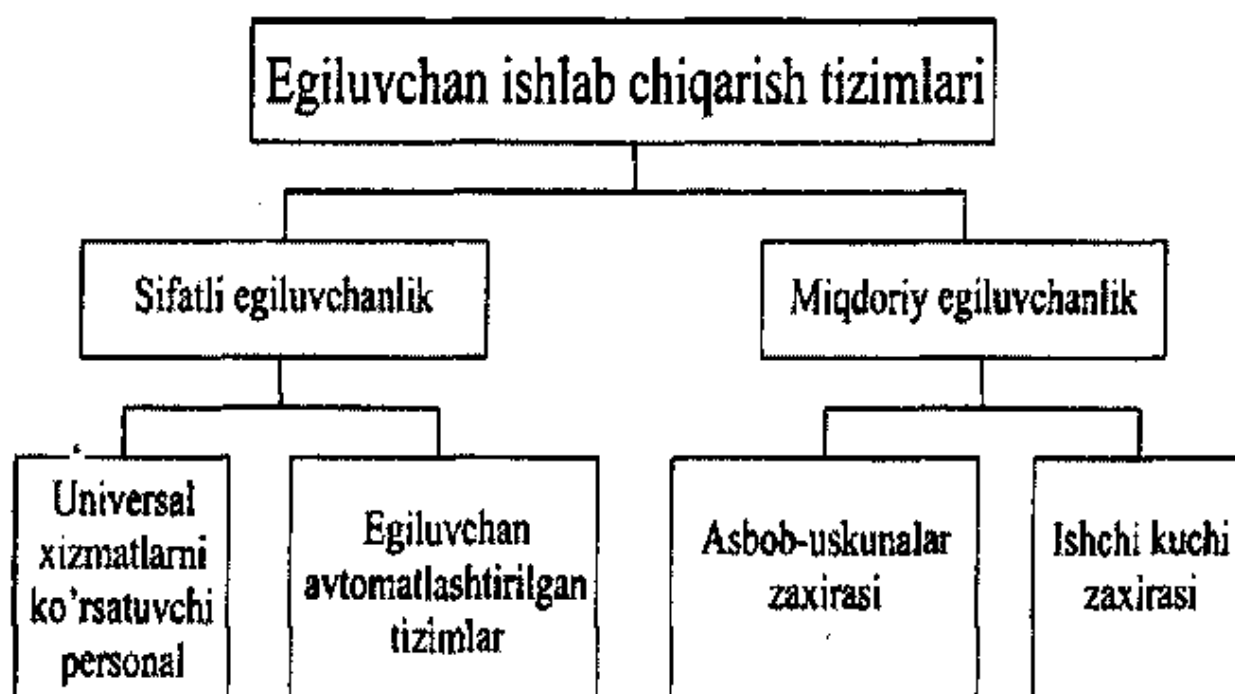 Egiluvchan ishlab chiqarish tizimlari
Sifatli egiluvchanlik
Miqdoriy egiluvchanlik
Universal
xizmatlarni
ko'rsatuvchi
personal
Egiluvchan
avtomatlashtirilgan
tizimlar
Asbob-uskunalar
zaxirasi
Ishchi kuchi
zaxirasi